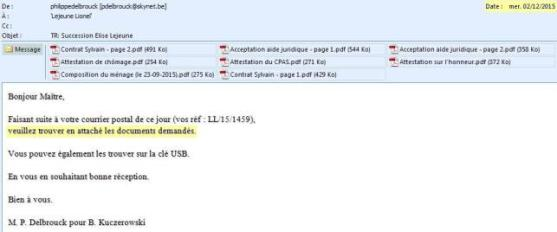 De : philippedelbrouck [pdelbrouck@skynet.be] Date : mer. 02/12/2015
À : 'Lejeune Lionel'
Cc :
Objet : TR: Succession Elise Lejeune
Message Contrat Sylvain - page 2.pdf (491 Ko) Acceptation aide juridique - page 1.pdf (544 Ko) Acceptation aide juridique - page 2.pdf (358 Ko)
Attestation de chômage.pdf (254 Ko) Attestation du CPAS.pdf (271 Ko) Attestation sur l'honneur.pdf (372 Ko)
Composition du ménage (le 23-09-2015).pdf (275 Ko) Contrat Sylvain - page 1.pdf (429 Ko)
Bonjour Maître,
Faisant suite à votre courrier postal de ce jour (vos réf : LL/15/1459),
veuillez trouver en attaché les documents demandés.
Vous pouvez également les trouver sur la clé USB.
En vous en souhaitant bonne réception.
Bien à vous.
M. P. Delbrouck pour B. Kuczerowski